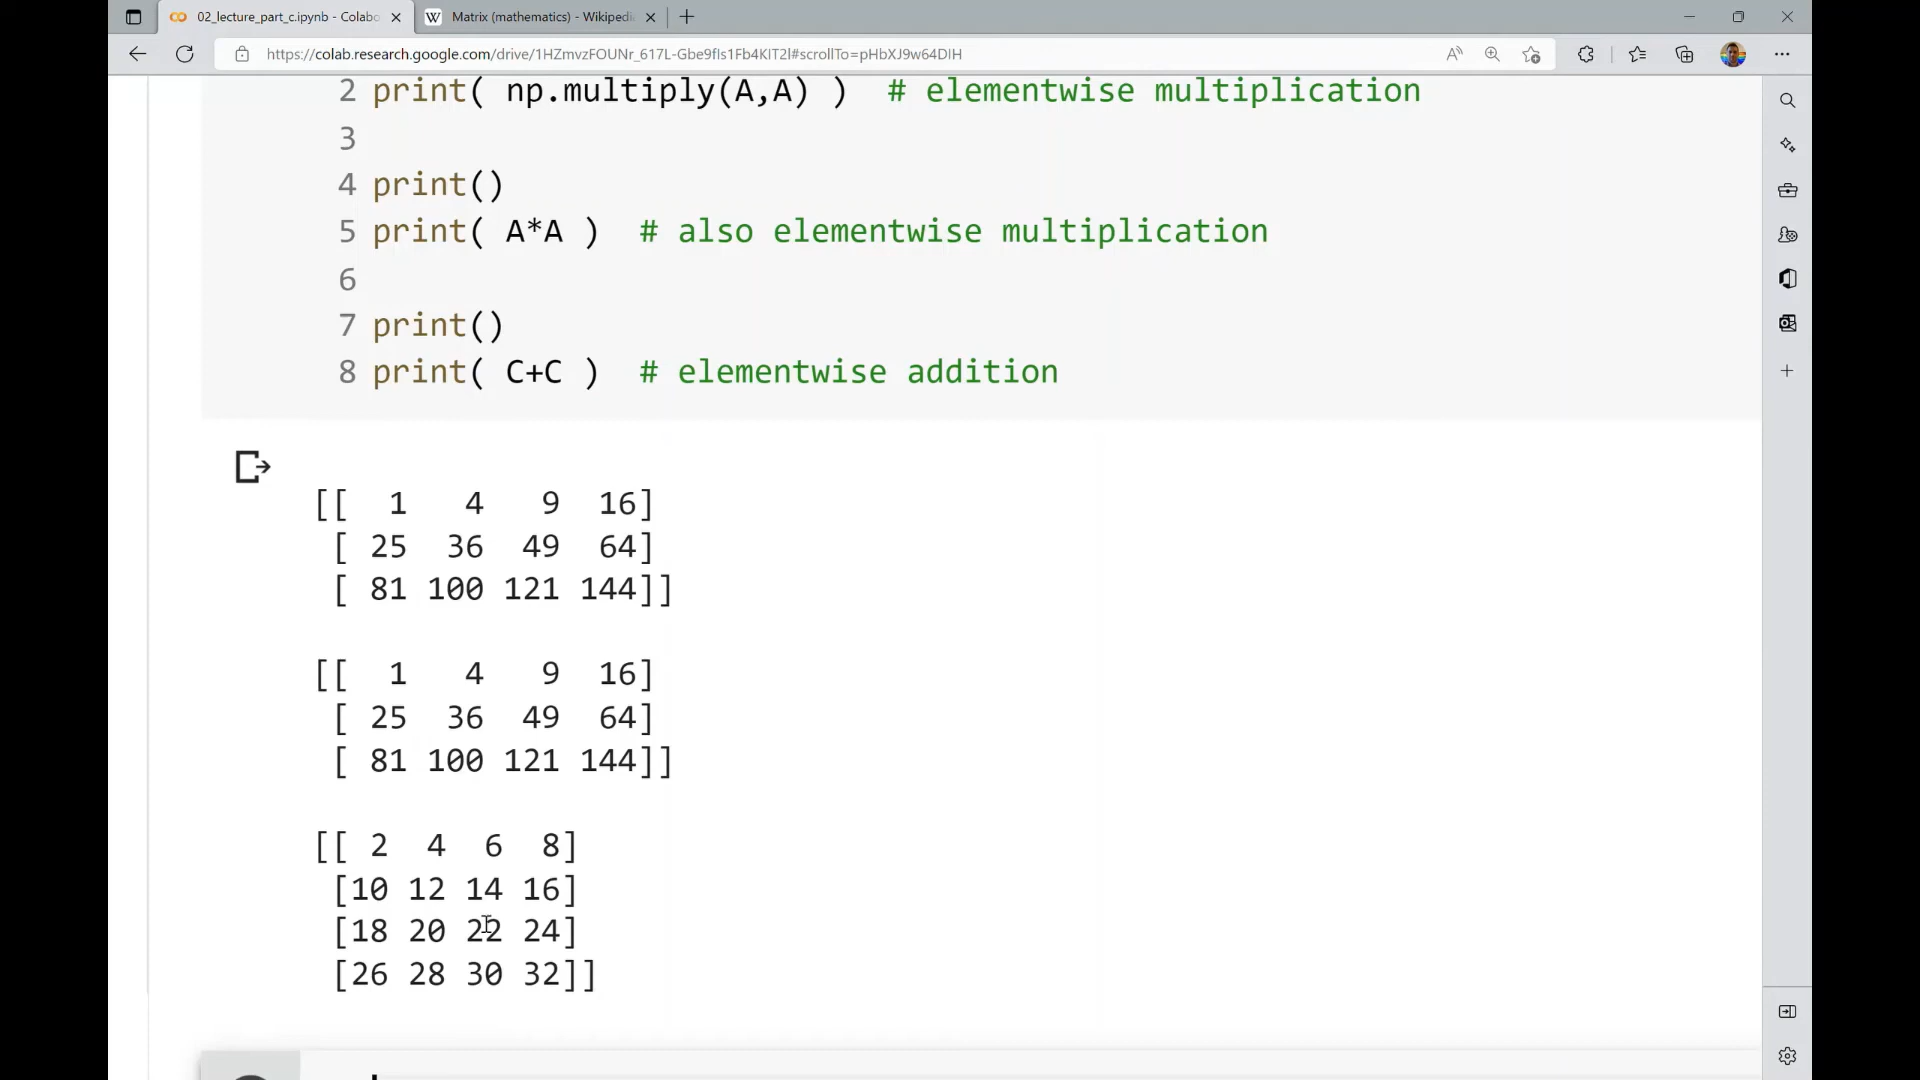 02_lecture_part_c.ipynb - Colabo
Matrix (mathematics) - Wikipedi
https://colab.research.google.com/drive/1HZmvzFOUNr_617L-Gbe9fIs1Fb4KIT2I#scrollTo=pHbXJ9w64DIH
2 print( np.multiply(A,A) )  # elementwise multiplication
3
4 print()
5 print( A*A )  # also elementwise multiplication
6
7 print()
8 print( C+C )  # elementwise addition
[[  1   4   9  16]
 [ 25  36  49  64]
 [ 81 100 121 144]]
[[  1   4   9  16]
 [ 25  36  49  64]
 [ 81 100 121 144]]
[[ 2  4  6  8]
 [10 12 14 16]
 [18 20 22 24]
 [26 28 30 32]]